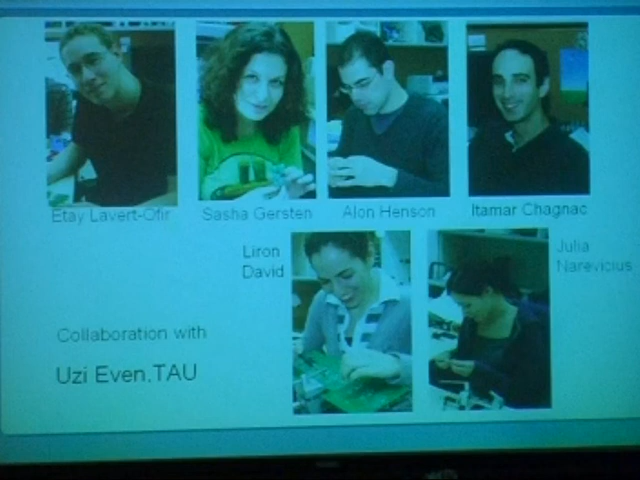 Etay Lavert-Ofir
Sasha Gersten
Alon Henson
Itamar Chagnac
Liron
David
Julia
Narevicius
Collaboration with
Uzi Even.TAU